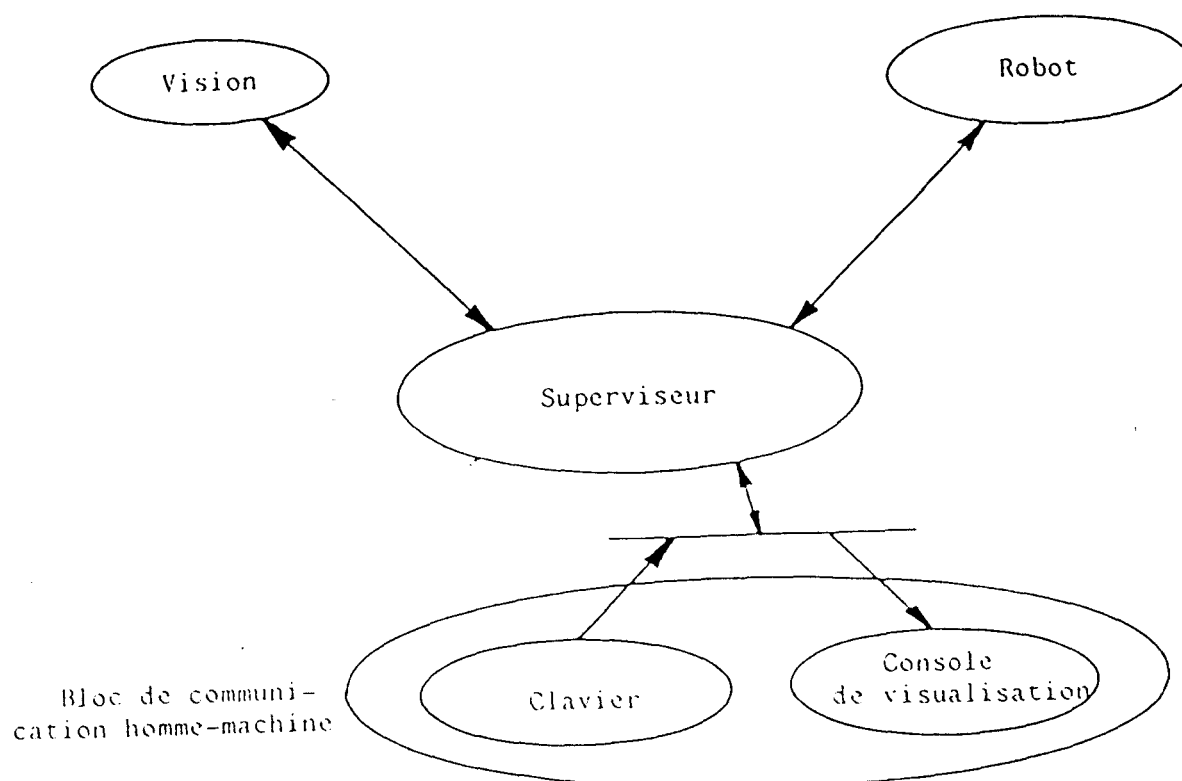 Vision
Robot
Superviseur
Bloc de communi-
cation homme-machine
Clavier
Console
de visualisation